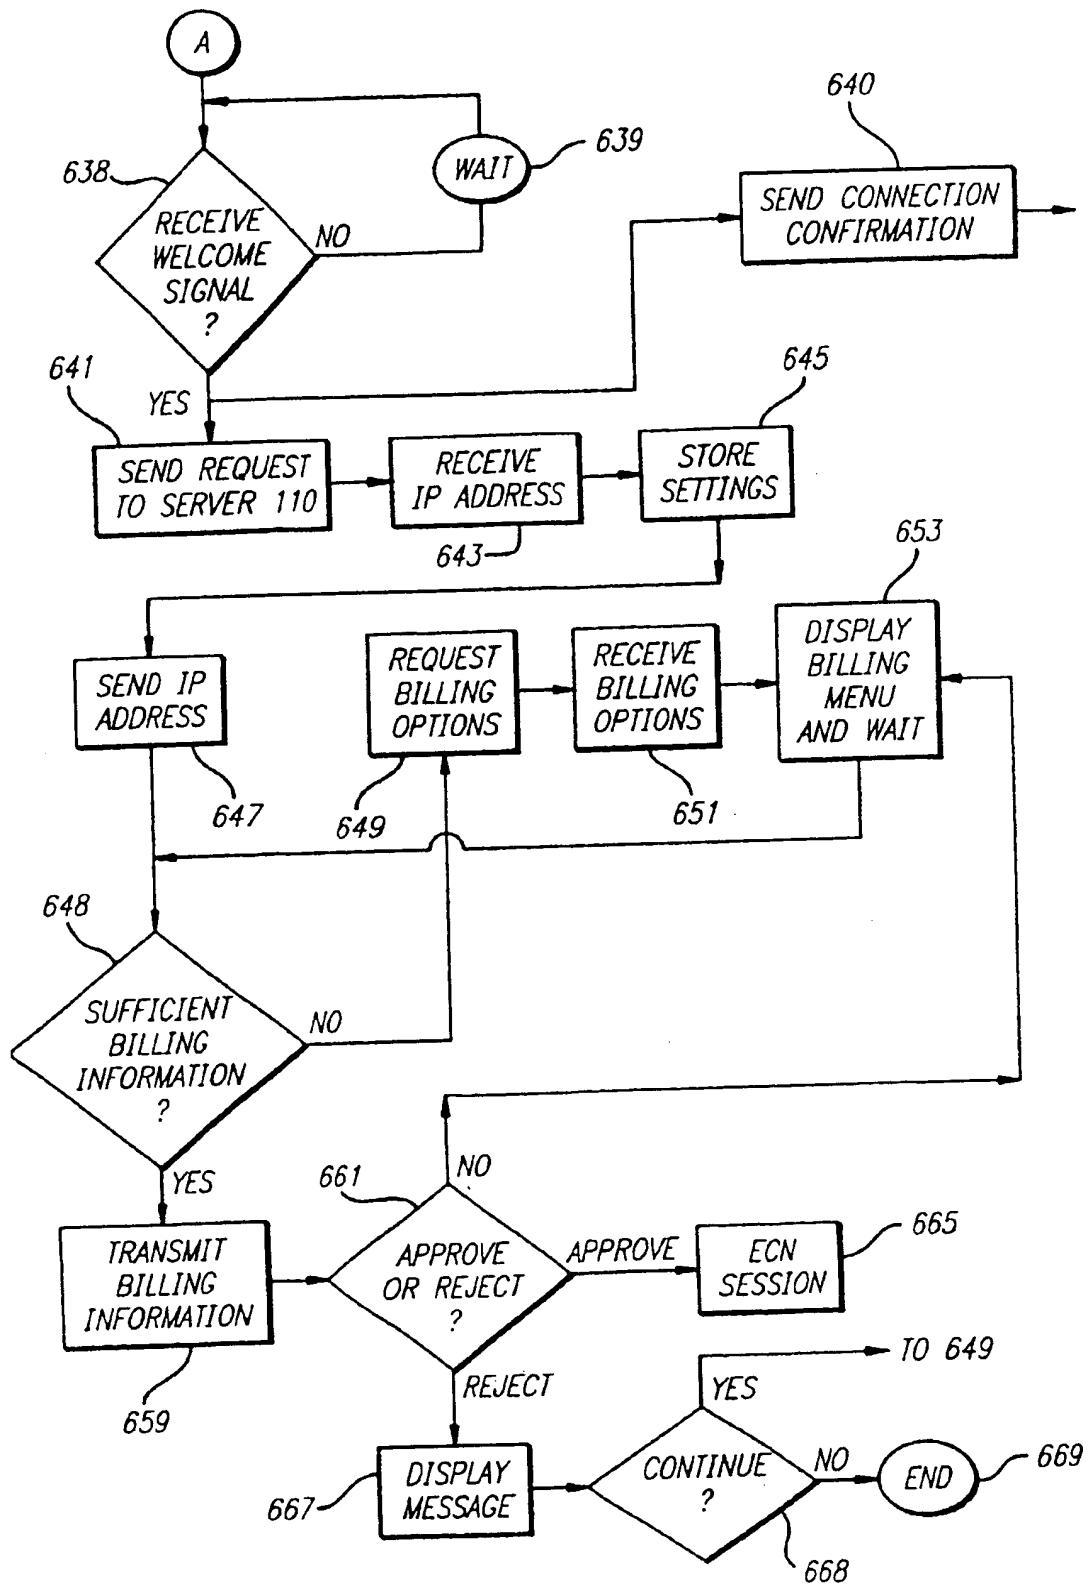 A
640
WAIT
639
638
SEND CONNECTION
CONFIRMATION
RECEIVE
WELCOME
SIGNAL
?
NO
641
645
YES
SEND REQUEST
TO SERVER 110
RECEIVE
IP ADDRESS
STORE
SETTINGS
643
653
SEND IP
ADDRESS
REQUEST
BILLING
OPTIONS
RECEIVE
BILLING
OPTIONS
DISPLAY
BILLING
MENU
AND WAIT
647
649
651
648
SUFFICIENT
BILLING
INFORMATION
?
NO
YES
661
NO
665
TRANSMIT
BILLING
INFORMATION
APPROVE
OR REJECT
?
APPROVE
ECN
SESSION
659
REJECT
TO 649
YES
667
DISPLAY
MESSAGE
CONTINUE
?
NO
END
669
668